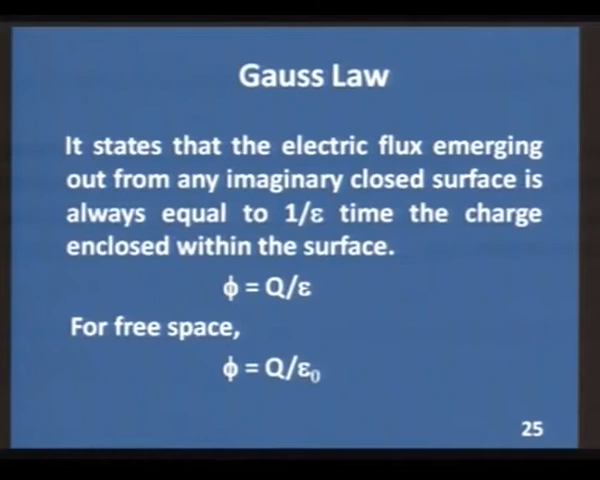 Gauss Law
It states that the electric flux emerging
out from any imaginary closed surface is
always equal to 1/ε time the charge
enclosed within the surface.
ϕ = Q/ε
For free space,
ϕ = Q/ε₀
25